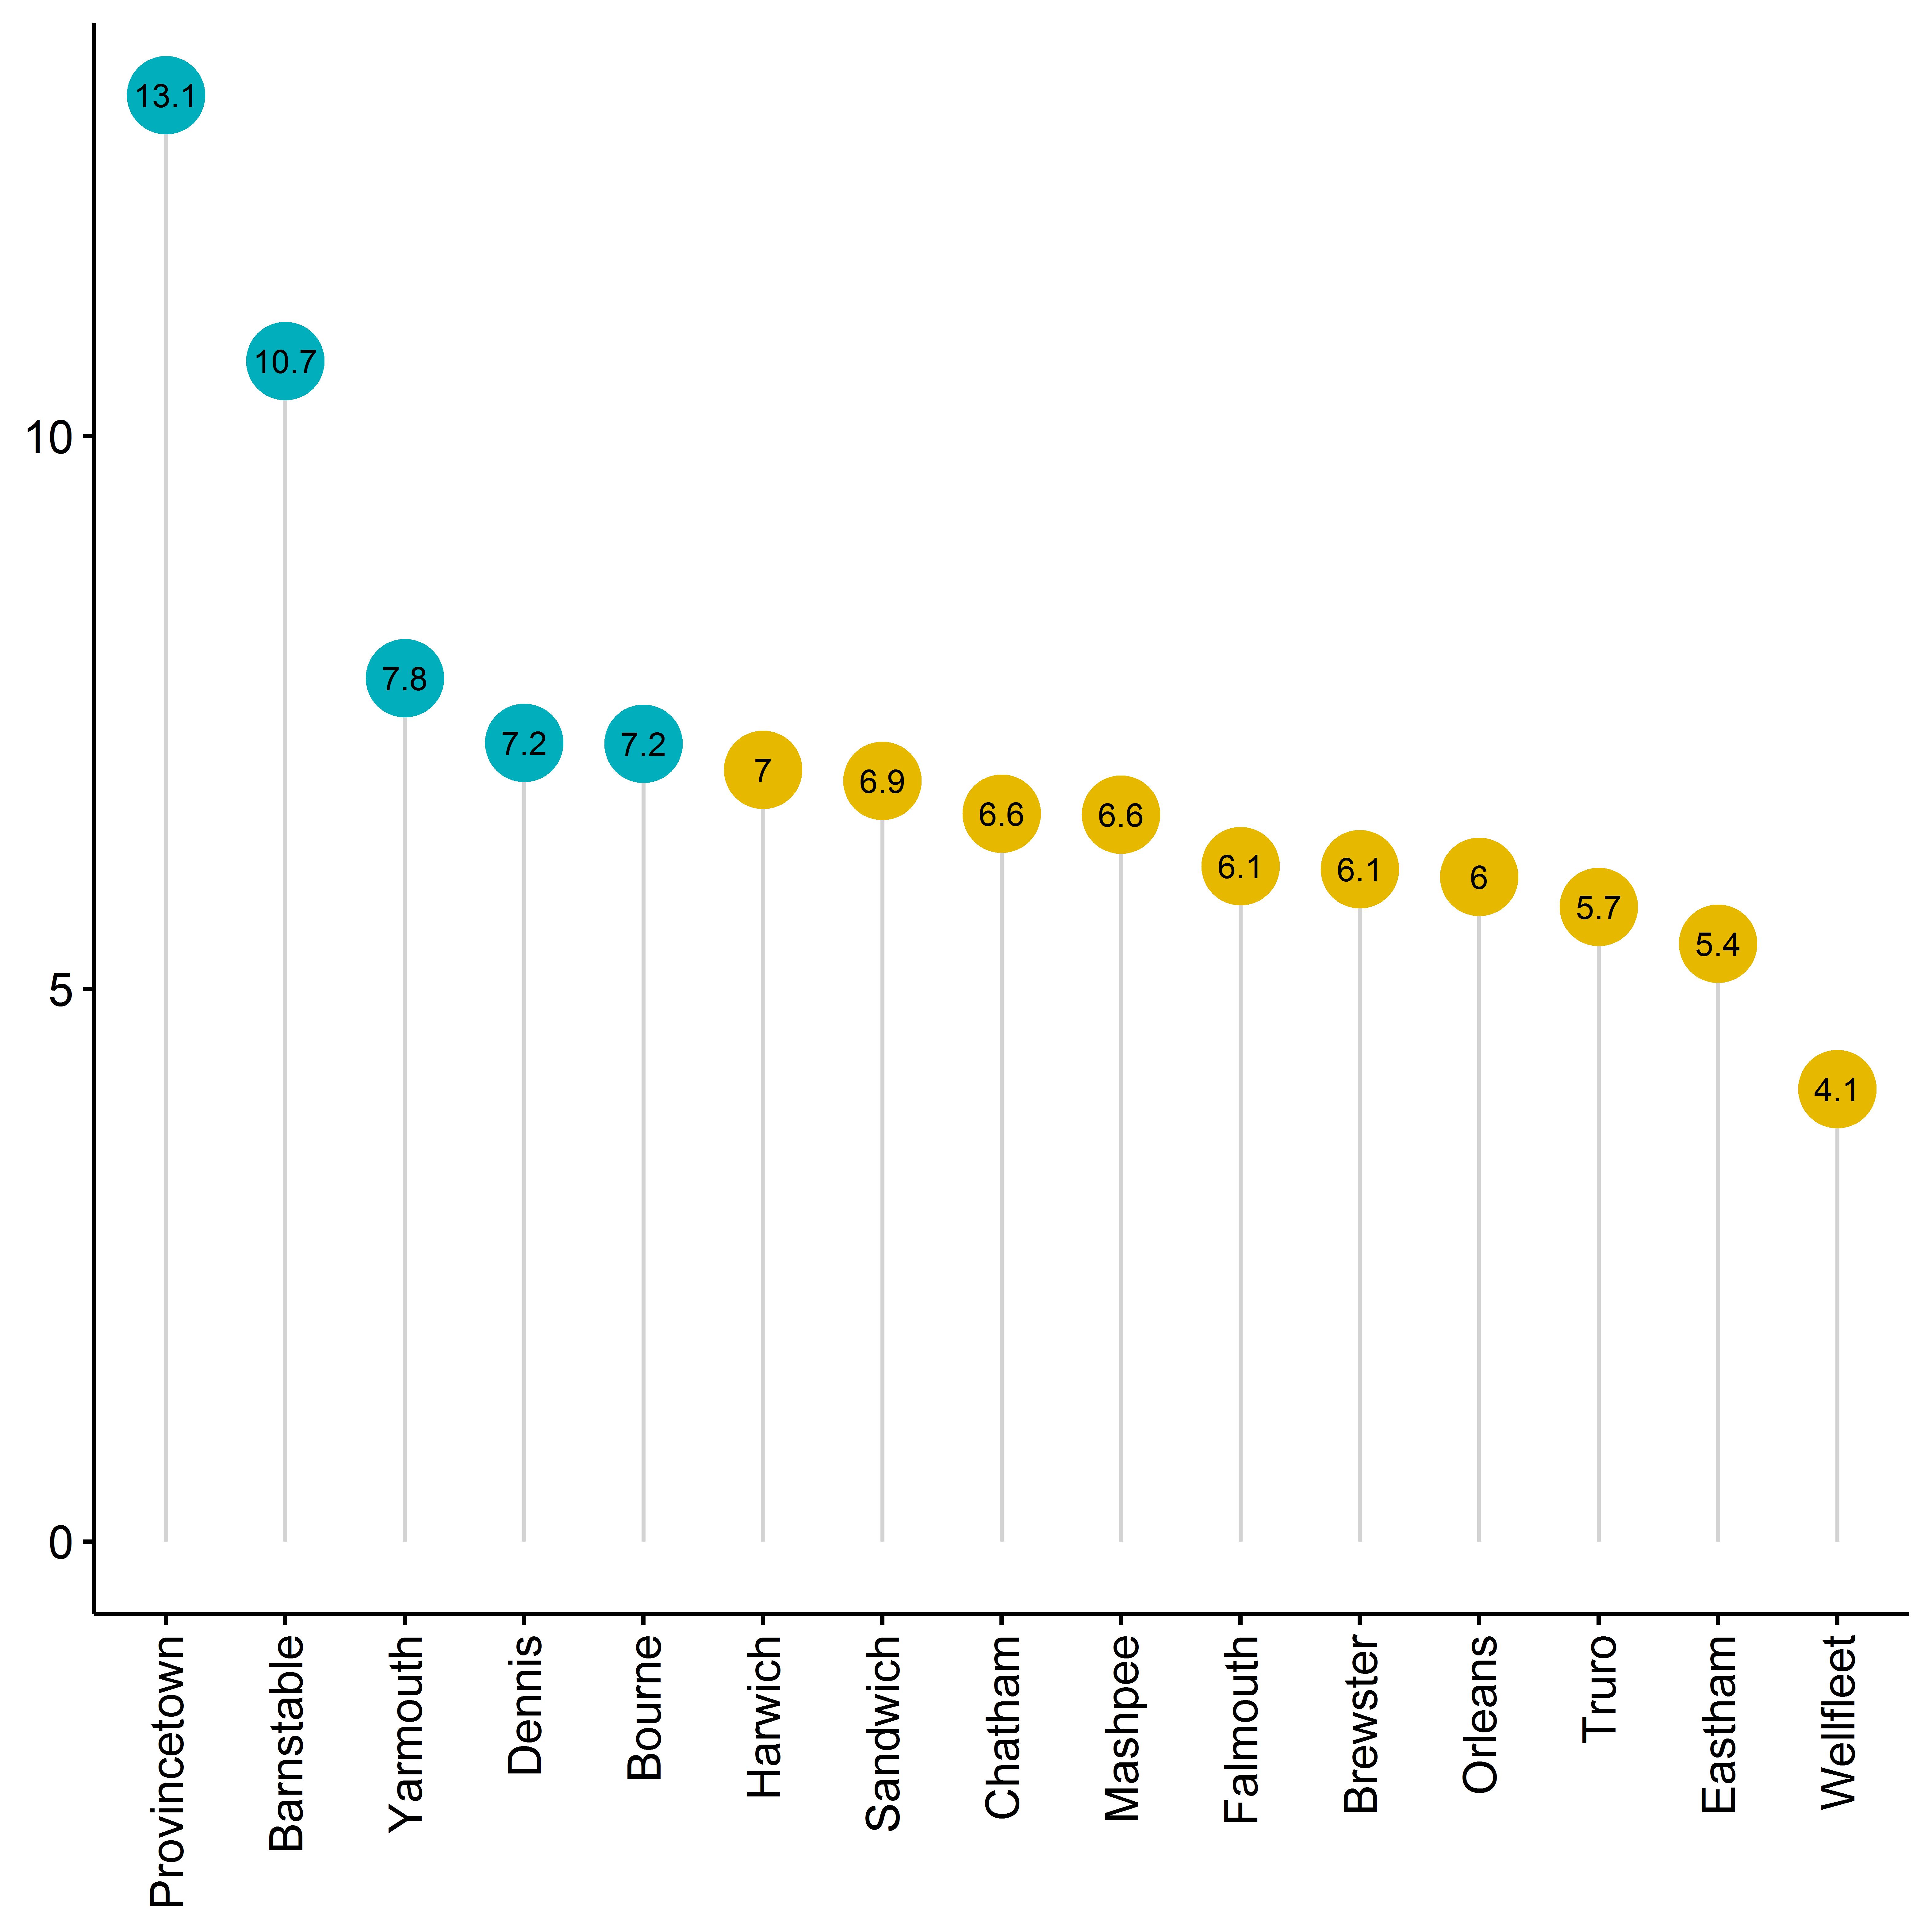 13.1
10.7
10
7.8
7.2
7.2
7
6.9
6.6
6.6
6.1
6.1
6
5.7
5.4
5
4.1
0
Provincetown
Barnstable
Yarmouth
Dennis
Bourne
Harwich
Sandwich
Chatham
Mashpee
Falmouth
Brewster
Orleans
Truro
Eastham
Wellfleet